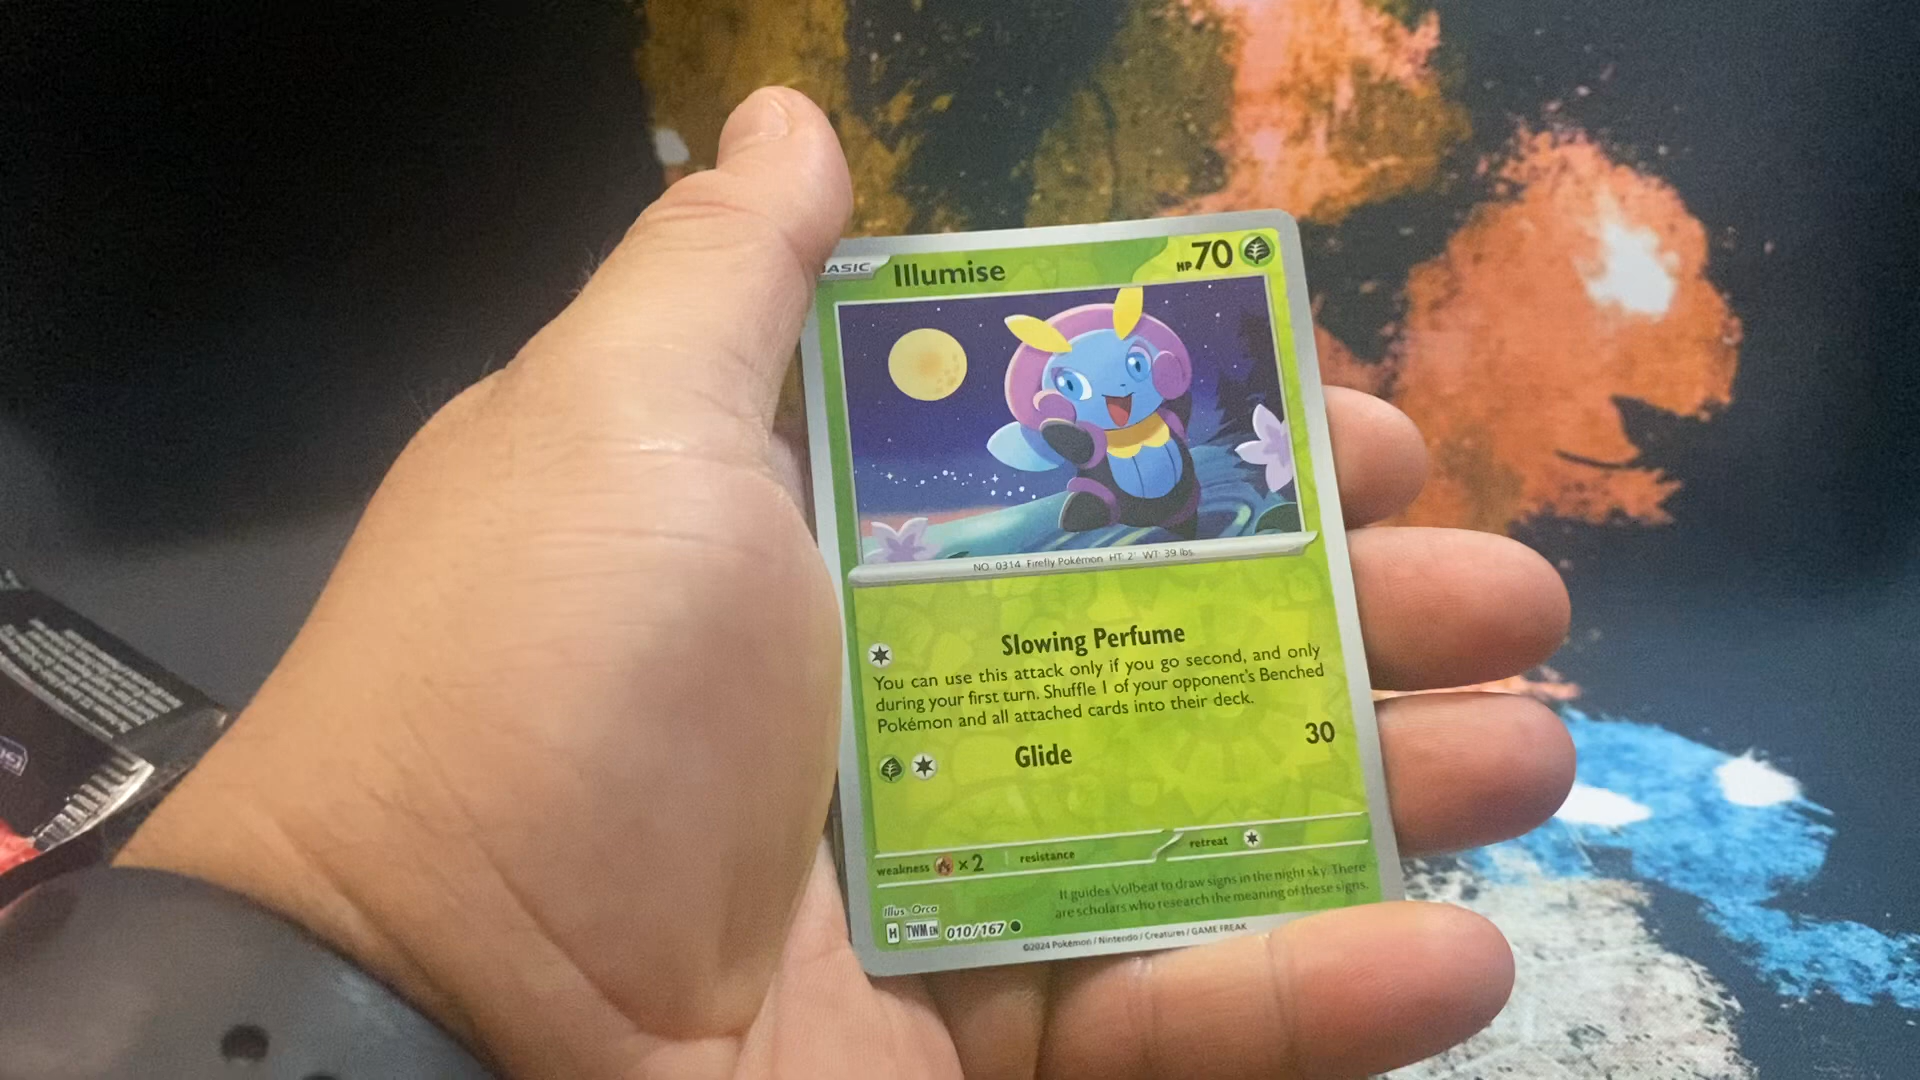 BASIC Illumise HP 70
NO. 0314 Firefly Pokémon HT: 2' WT: 39 lbs.
Slowing Perfume
You can use this attack only if you go second, and only
during your first turn. Shuffle 1 of your opponent's Benched
Pokémon and all attached cards into their deck.
Glide 30
weakness ×2 resistance retreat
It guides Volbeat to draw signs in the night sky. There
are scholars who research the meaning of these signs.
Illus. Orca
H TWM EN 010/167
©2024 Pokémon / Nintendo / Creatures / GAME FREAK